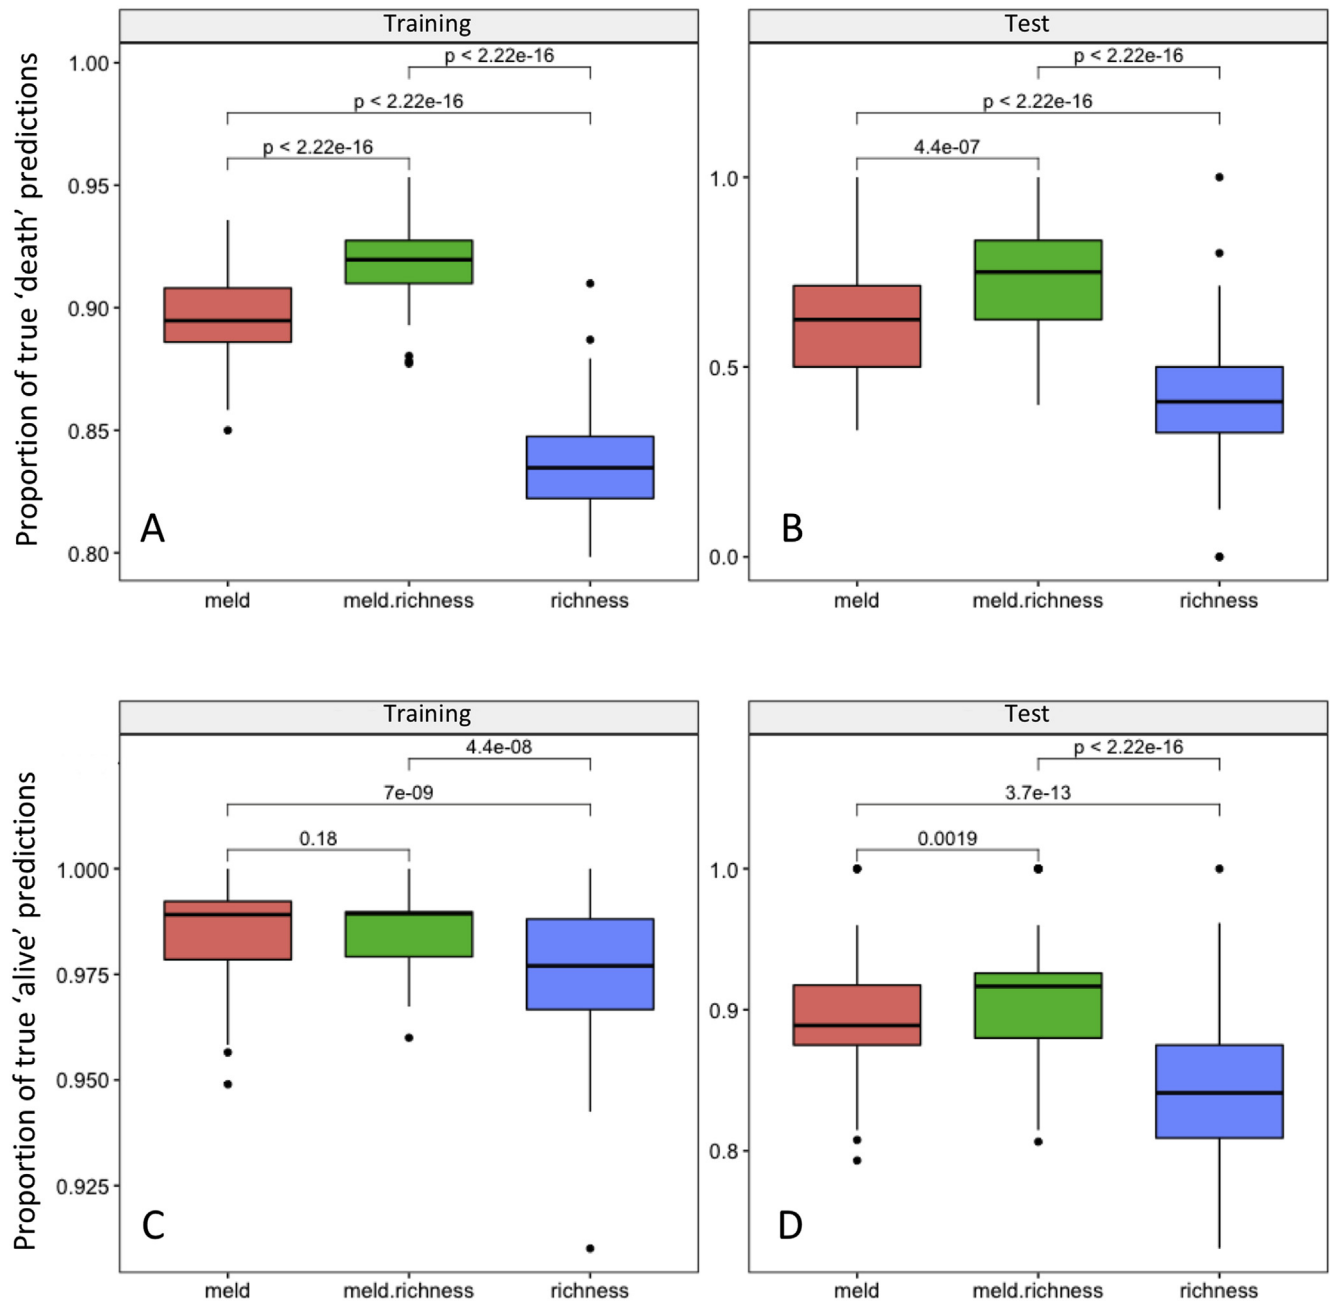 Training
Proportion of true ‘death’ predictions
p < 2.22e-16
p < 2.22e-16
p < 2.22e-16
1.00
0.95
0.90
0.85
0.80
A
meld
meld.richness
richness
Test
p < 2.22e-16
p < 2.22e-16
4.4e-07
1.0
0.5
0.0
B
meld
meld.richness
richness
Training
Proportion of true ‘alive’ predictions
4.4e-08
7e-09
0.18
1.000
0.975
0.950
0.925
C
meld
meld.richness
richness
Test
p < 2.22e-16
3.7e-13
0.0019
1.0
0.9
0.8
D
meld
meld.richness
richness